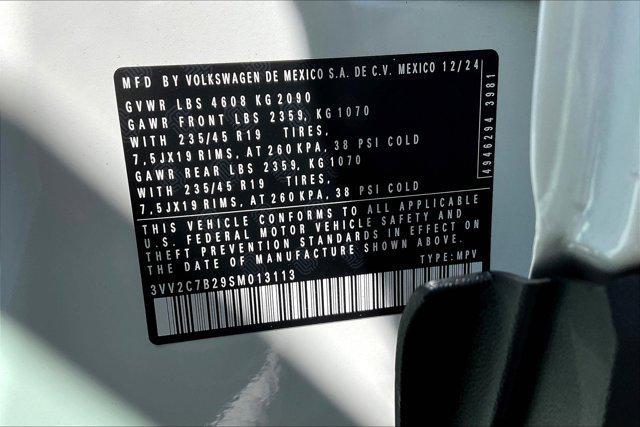 MFD BY VOLKSWAGEN DE MEXICO S.A. DE C.V. MEXICO 12/24
GVWR LBS 4608 KG 2090
GAWR FRONT LBS 2359, KG 1070
WITH 235/45 R19 TIRES,
7,5JX19 RIMS, AT 260 KPA, 38 PSI COLD
GAWR REAR LBS 2359, KG 1070
WITH 235/45 R19 TIRES,
7,5JX19 RIMS, AT 260 KPA, 38 PSI COLD
4946294 3981
THIS VEHICLE CONFORMS TO ALL APPLICABLE
U.S. FEDERAL MOTOR VEHICLE SAFETY AND
THEFT PREVENTION STANDARDS IN EFFECT ON
THE DATE OF MANUFACTURE SHOWN ABOVE.
TYPE: MPV
3VV2C7B29SM013113